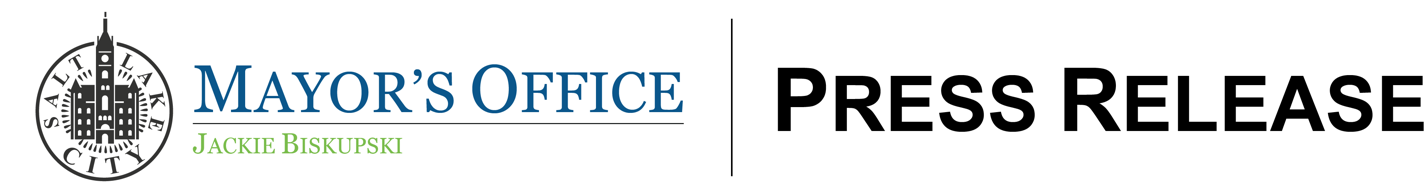 SALT LAKE CITY
MAYOR'S OFFICE
JACKIE BISKUPSKI
PRESS RELEASE